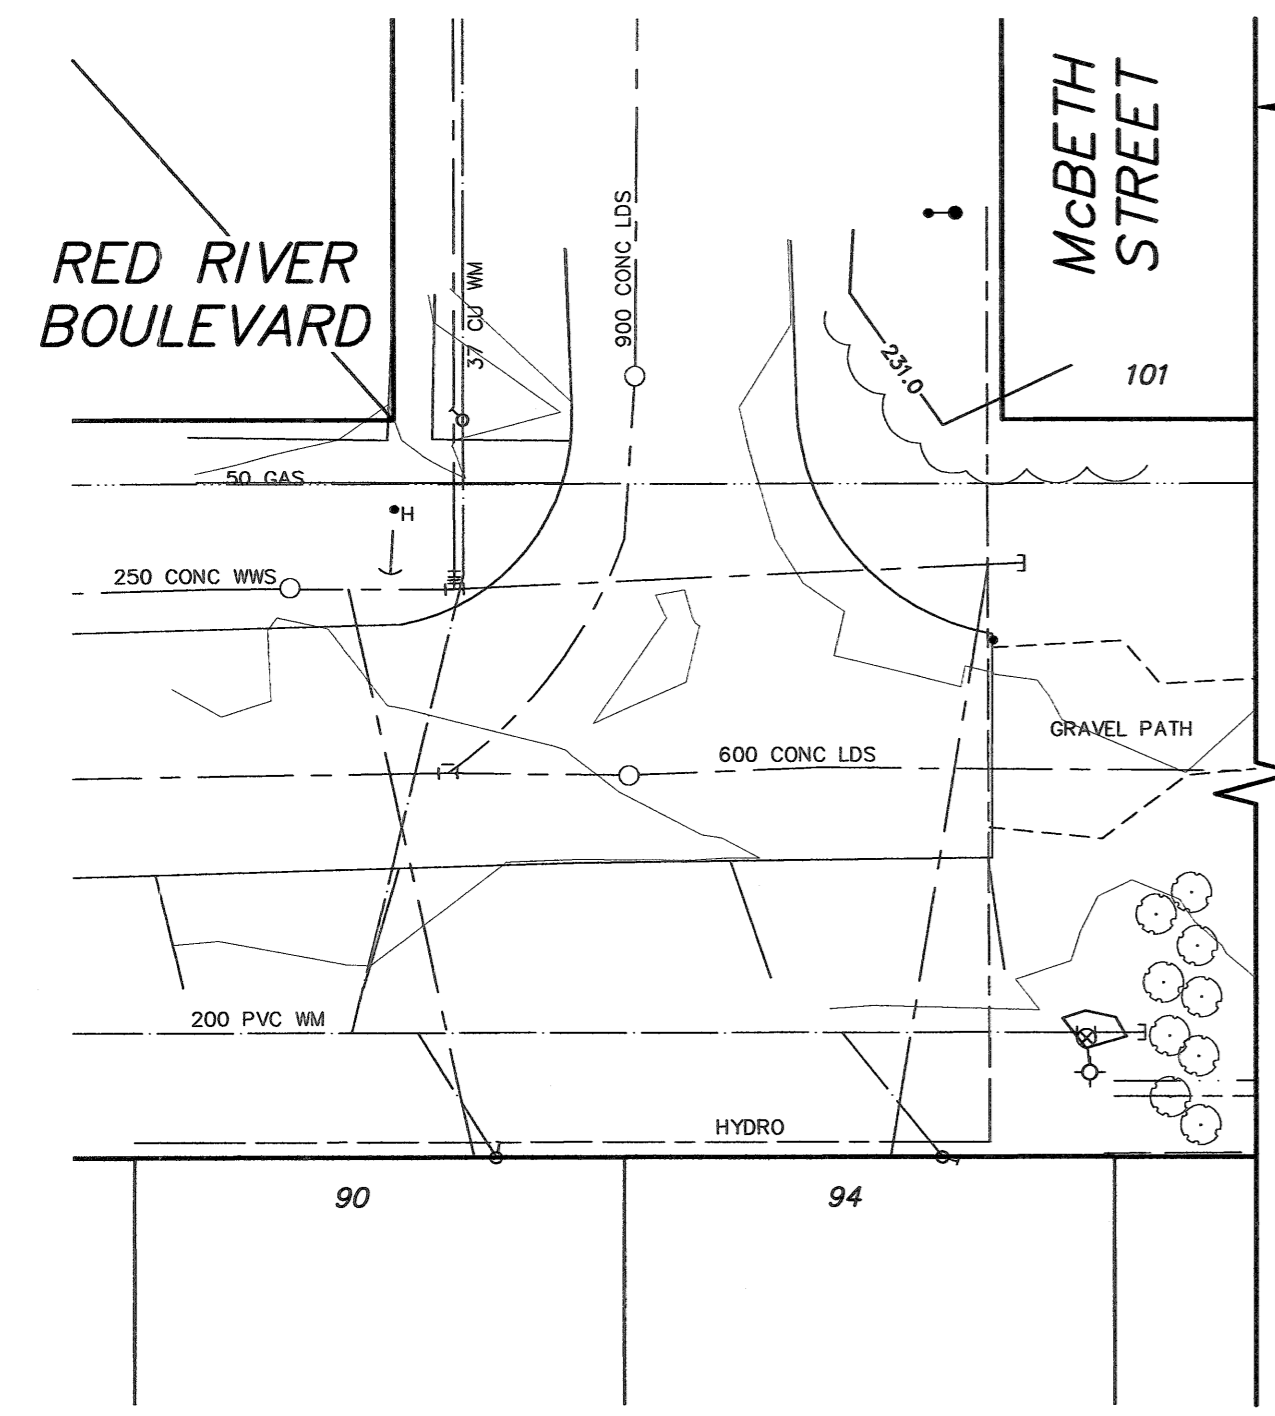 McBETH
STREET
RED RIVER
BOULEVARD
900 CONC LDS
37 CU WM
231.0
101
50 GAS
H
250 CONC WWS
GRAVEL PATH
600 CONC LDS
200 PVC WM
HYDRO
90
94